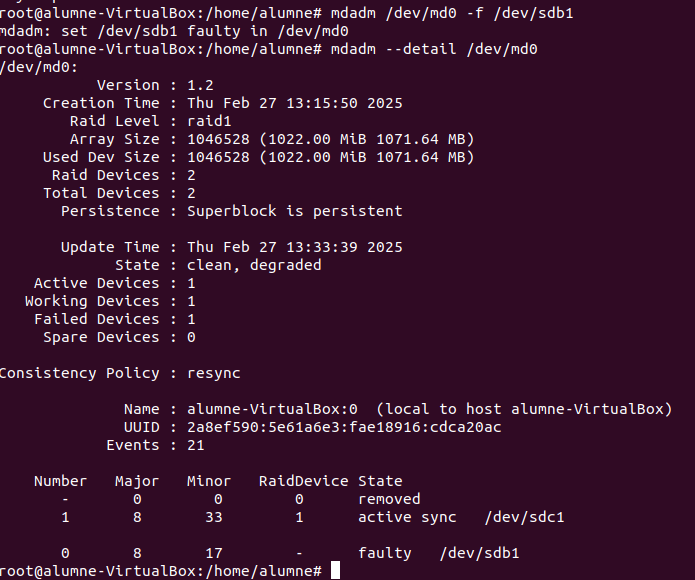 root@alumne-VirtualBox:/home/alumne# mdadm /dev/md0 -f /dev/sdb1
mdadm: set /dev/sdb1 faulty in /dev/md0
root@alumne-VirtualBox:/home/alumne# mdadm --detail /dev/md0
/dev/md0:
Version : 1.2
Creation Time : Thu Feb 27 13:15:50 2025
Raid Level : raid1
Array Size : 1046528 (1022.00 MiB 1071.64 MB)
Used Dev Size : 1046528 (1022.00 MiB 1071.64 MB)
Raid Devices : 2
Total Devices : 2
Persistence : Superblock is persistent
Update Time : Thu Feb 27 13:33:39 2025
State : clean, degraded
Active Devices : 1
Working Devices : 1
Failed Devices : 1
Spare Devices : 0
Consistency Policy : resync
Name : alumne-VirtualBox:0  (local to host alumne-VirtualBox)
UUID : 2a8ef590:5e61a6e3:fae18916:cdca20ac
Events : 21
Number   Major   Minor   RaidDevice State
-       0        0        0      removed
1       8       33        1      active sync   /dev/sdc1
0       8       17        -      faulty   /dev/sdb1
root@alumne-VirtualBox:/home/alumne#